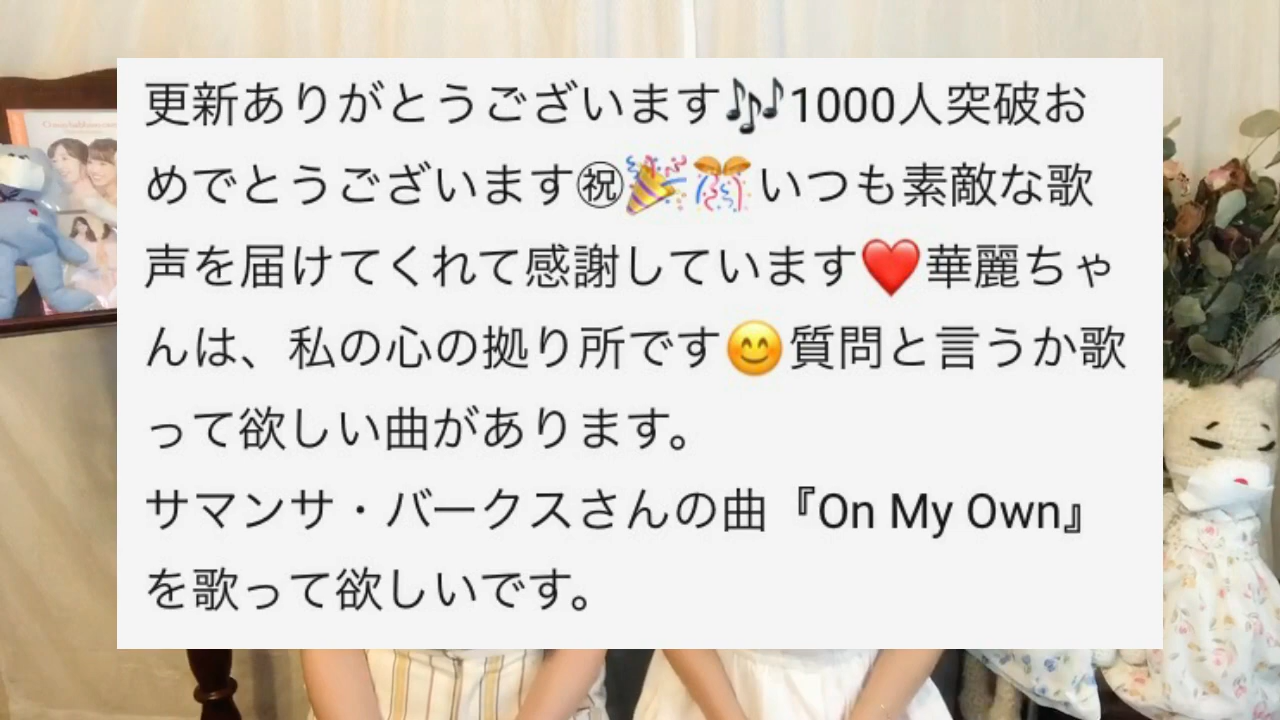 更新ありがとうございます🎶1000人突破お
めでとうございます㊗🎉🎊いつも素敵な歌
声を届けてくれて感謝しています❤️華麗ちゃ
んは、私の心の拠り所です😊質問と言うか歌
って欲しい曲があります。
サマンサ・バークスさんの曲『On My Own』
を歌って欲しいです。